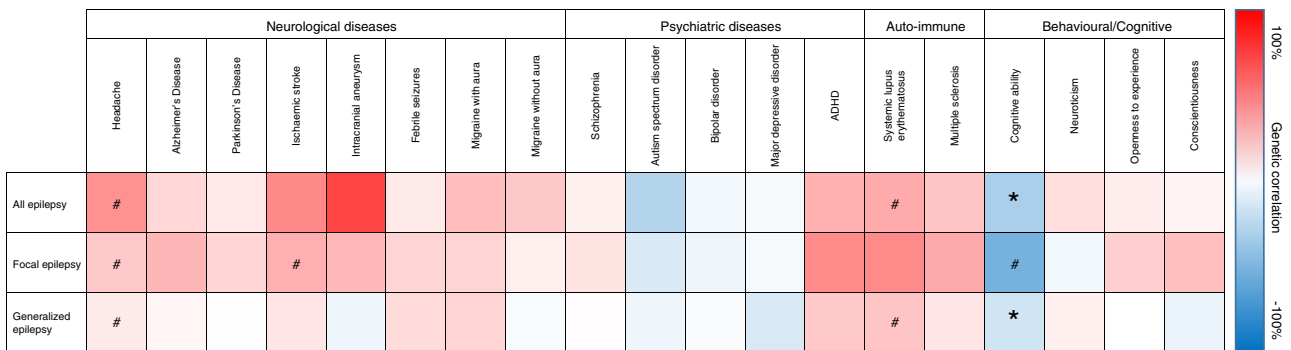 Neurological diseases
Psychiatric diseases
Auto-immune
Behavioural/Cognitive
Headache
Alzheimer's Disease
Parkinson's Disease
Ischaemic stroke
Intracranial aneurysm
Febrile seizures
Migraine with aura
Migraine without aura
Schizophrenia
Autism spectrum disorder
Bipolar disorder
Major depressive disorder
ADHD
Systemic lupus
erythematosus
Multiple sclerosis
Cognitive ability
Neuroticism
Openness to experience
Conscientiousness
All epilepsy
# # *
Focal epilepsy
# # #
Generalized
epilepsy
# # *
100%
Genetic correlation
-100%